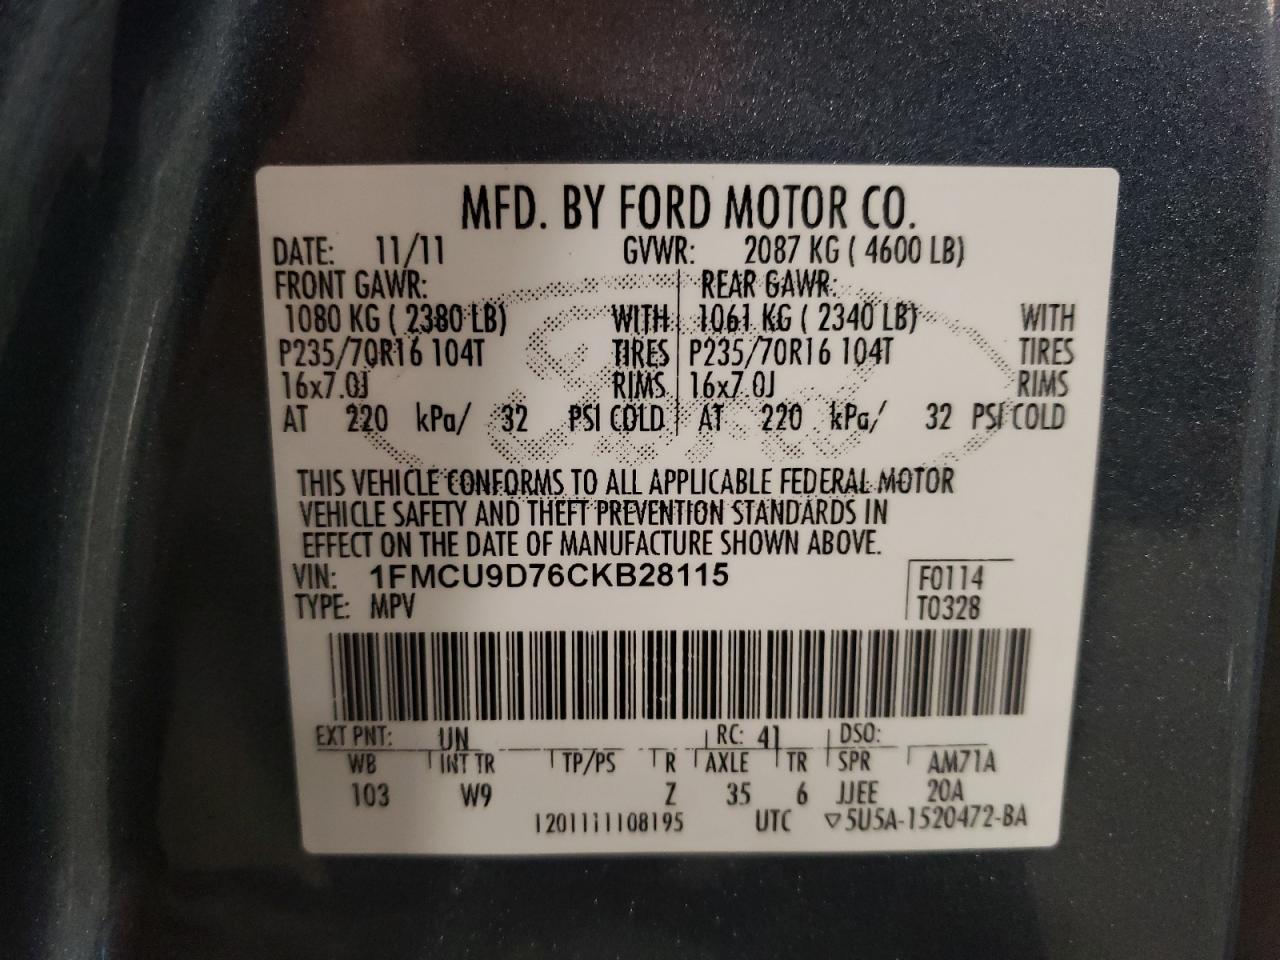 MFD. BY FORD MOTOR CO.
DATE: 11/11 GVWR: 2087 KG ( 4600 LB)
FRONT GAWR: REAR GAWR:
1080 KG ( 2380 LB) WITH 1061 KG ( 2340 LB) WITH
P235/70R16 104T TIRES P235/70R16 104T TIRES
16x7.0J RIMS 16x7.0J RIMS
AT 220 kPa/ 32 PSI COLD AT 220 kPa/ 32 PSI COLD
THIS VEHICLE CONFORMS TO ALL APPLICABLE FEDERAL MOTOR
VEHICLE SAFETY AND THEFT PREVENTION STANDARDS IN
EFFECT ON THE DATE OF MANUFACTURE SHOWN ABOVE.
VIN: 1FMCU9D76CKB28115 F0114
TYPE: MPV T0328
EXT PNT: UN RC: 41 DSO:
WB INT TR TP/PS R AXLE TR SPR AM71A
103 W9 Z 35 6 JJEE 20A
1201111108195 UTC ▽5U5A-1520472-BA